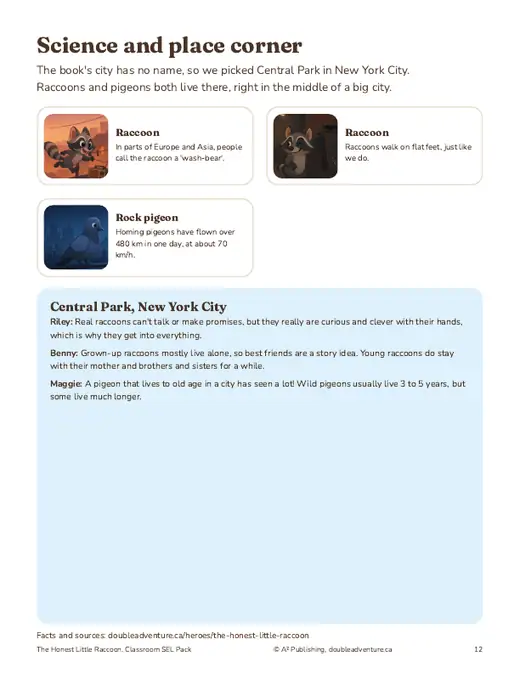 Science and place corner
The book's city has no name, so we picked Central Park in New York City.
Raccoons and pigeons both live there, right in the middle of a big city.
Raccoon
In parts of Europe and Asia, people
call the raccoon a 'wash-bear'.
Raccoon
Raccoons walk on flat feet, just like
we do.
Rock pigeon
Homing pigeons have flown over
480 km in one day, at about 70
km/h.
Central Park, New York City
Riley: Real raccoons can't talk or make promises, but they really are curious and clever with their hands,
which is why they get into everything.
Benny: Grown-up raccoons mostly live alone, so best friends are a story idea. Young raccoons do stay
with their mother and brothers and sisters for a while.
Maggie: A pigeon that lives to old age in a city has seen a lot! Wild pigeons usually live 3 to 5 years, but
some live much longer.
Facts and sources: doubleadventure.ca/heroes/the-honest-little-raccoon
The Honest Little Raccoon. Classroom SEL Pack
© A² Publishing, doubleadventure.ca
12